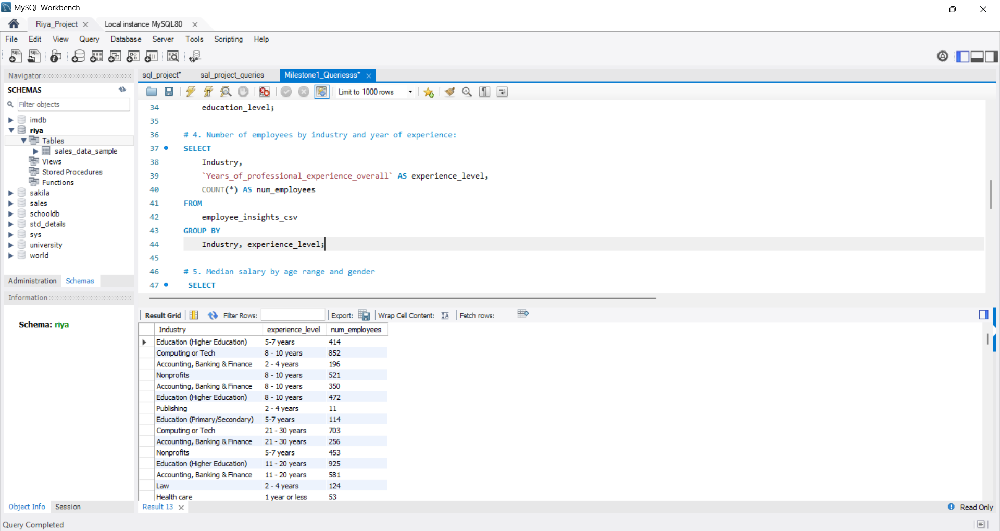 MySQL Workbench
Riya_Project
Local instance MySQL80
File Edit View Query Database Server Tools Scripting Help
Navigator
SCHEMAS
Filter objects
imdb
riya
Tables
sales_data_sample
Views
Stored Procedures
Functions
sakila
sales
schooldb
std_details
sys
university
world
Administration Schemas
Information
Schema: riya
Object Info Session
sql_project* sal_project_queries Milestone1_Queriesss*
Limit to 1000 rows
34 education_level;
35
36 # 4. Number of employees by industry and year of experience:
37 SELECT
38 Industry,
39 `Years_of_professional_experience_overall` AS experience_level,
40 COUNT(*) AS num_employees
41 FROM
42 employee_insights_csv
43 GROUP BY
44 Industry, experience_level;
45
46 # 5. Median salary by age range and gender
47 SELECT
Result Grid Filter Rows: Export: Wrap Cell Content: Fetch rows:
Industry experience_level num_employees
Education (Higher Education) 5-7 years 414
Computing or Tech 8 - 10 years 852
Accounting, Banking & Finance 2 - 4 years 196
Nonprofits 8 - 10 years 521
Accounting, Banking & Finance 8 - 10 years 350
Education (Higher Education) 8 - 10 years 472
Publishing 2 - 4 years 11
Education (Primary/Secondary) 5-7 years 114
Computing or Tech 21 - 30 years 703
Accounting, Banking & Finance 21 - 30 years 256
Nonprofits 5-7 years 453
Education (Higher Education) 11 - 20 years 925
Accounting, Banking & Finance 11 - 20 years 581
Law 2 - 4 years 124
Health care 1 year or less 53
Result 13
Read Only
Query Completed